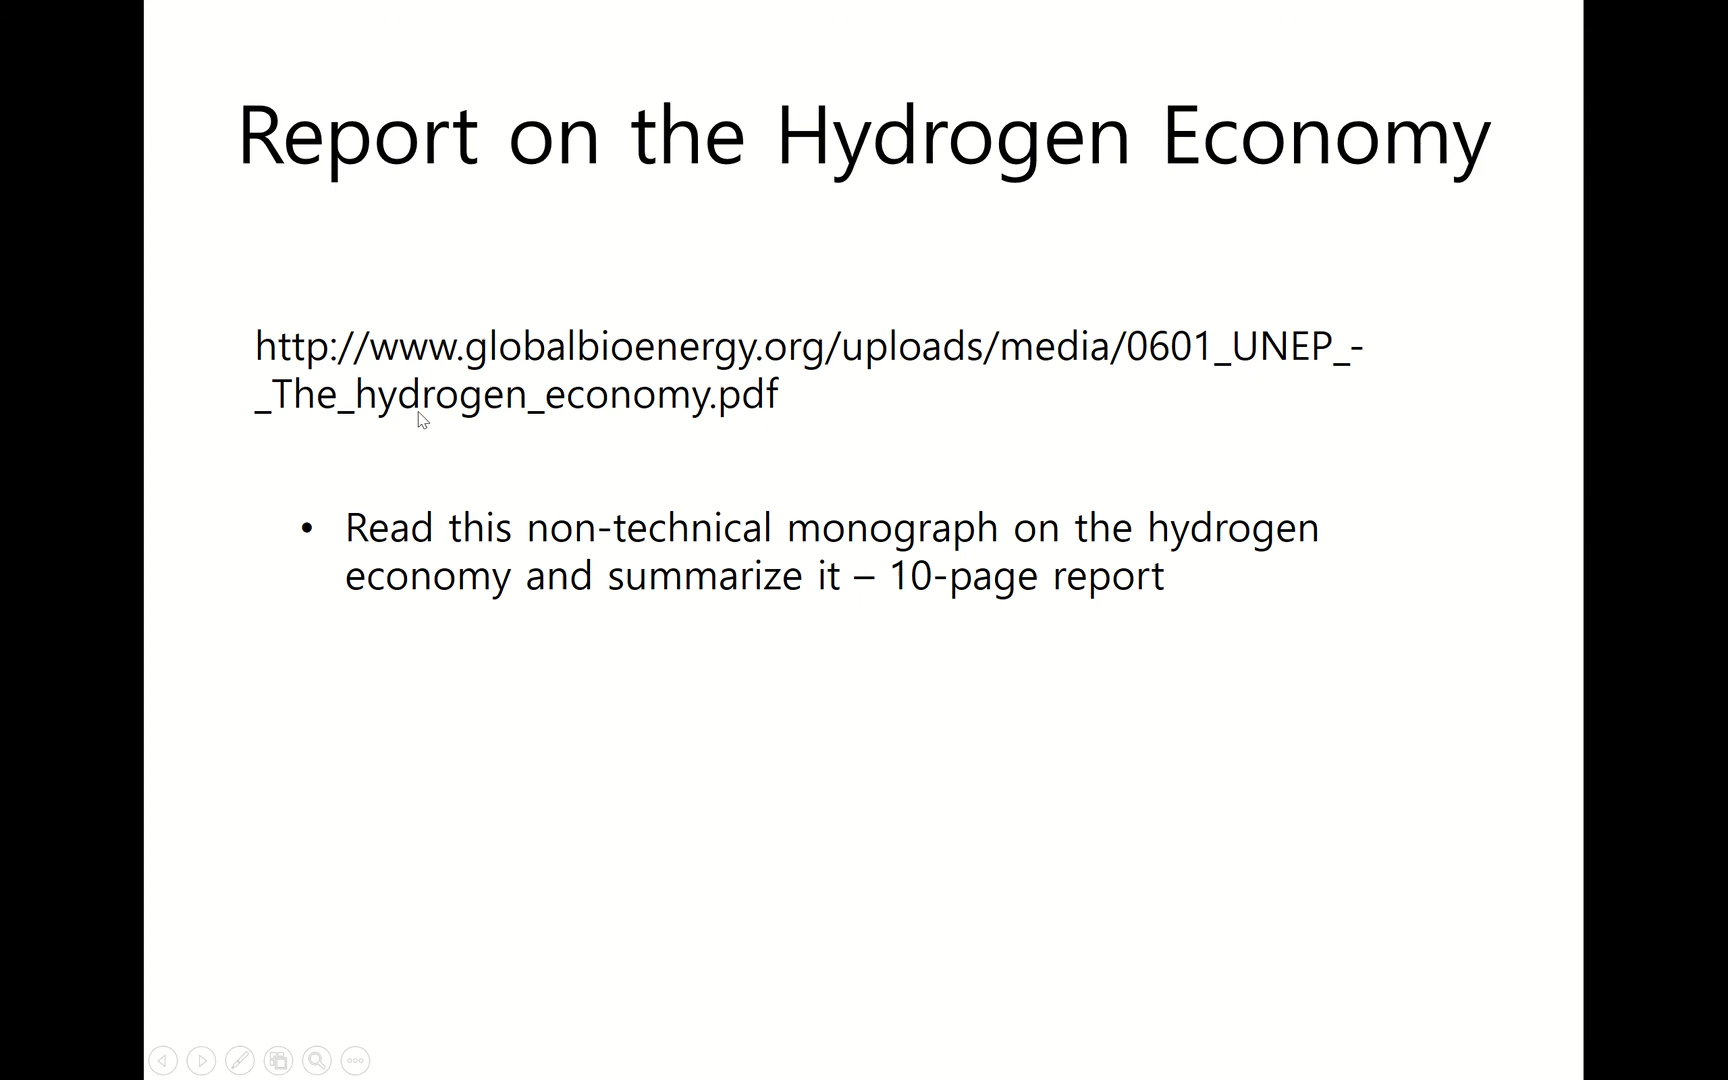 Report on the Hydrogen Economy
http://www.globalbioenergy.org/uploads/media/0601_UNEP_-
_The_hydrogen_economy.pdf
• Read this non-technical monograph on the hydrogen
economy and summarize it – 10-page report